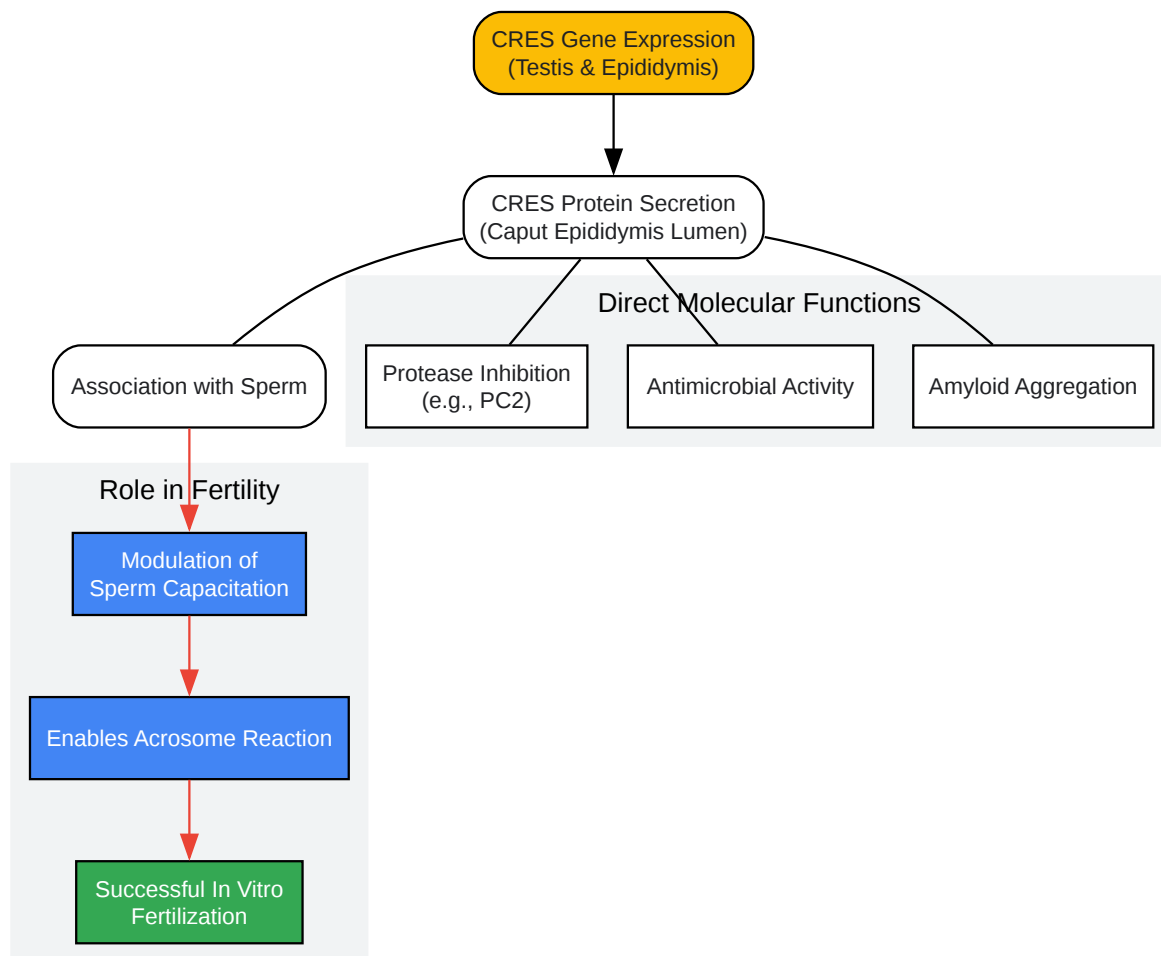 CRES Gene Expression
(Testis & Epididymis)
CRES Protein Secretion
(Caput Epididymis Lumen)
Direct Molecular Functions
Association with Sperm
Protease Inhibition
(e.g., PC2)
Antimicrobial Activity
Amyloid Aggregation
Role in Fertility
Modulation of
Sperm Capacitation
Enables Acrosome Reaction
Successful In Vitro
Fertilization